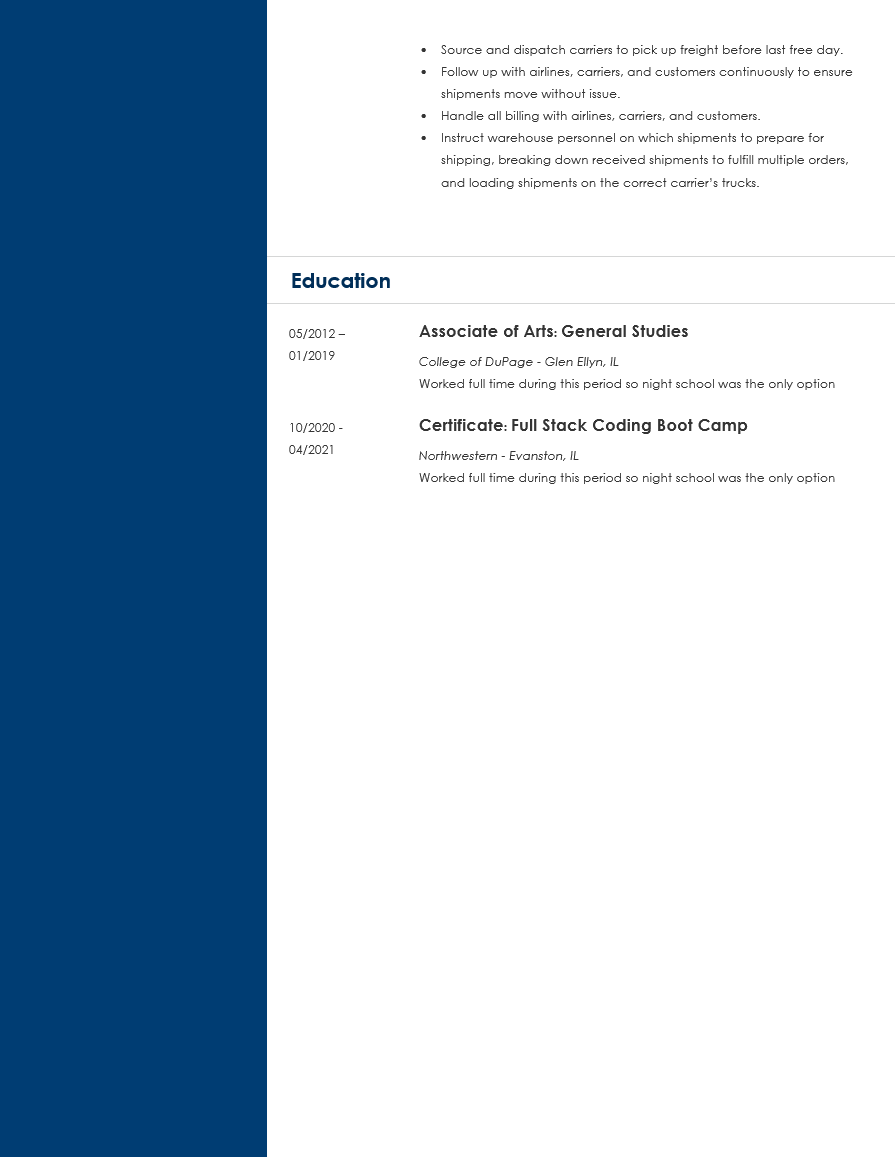 • Source and dispatch carriers to pick up freight before last free day.
• Follow up with airlines, carriers, and customers continuously to ensure
shipments move without issue.
• Handle all billing with airlines, carriers, and customers.
• Instruct warehouse personnel on which shipments to prepare for
shipping, breaking down received shipments to fulfill multiple orders,
and loading shipments on the correct carrier’s trucks.
Education
05/2012 –
01/2019
Associate of Arts: General Studies
College of DuPage - Glen Ellyn, IL
Worked full time during this period so night school was the only option
10/2020 -
04/2021
Certificate: Full Stack Coding Boot Camp
Northwestern - Evanston, IL
Worked full time during this period so night school was the only option